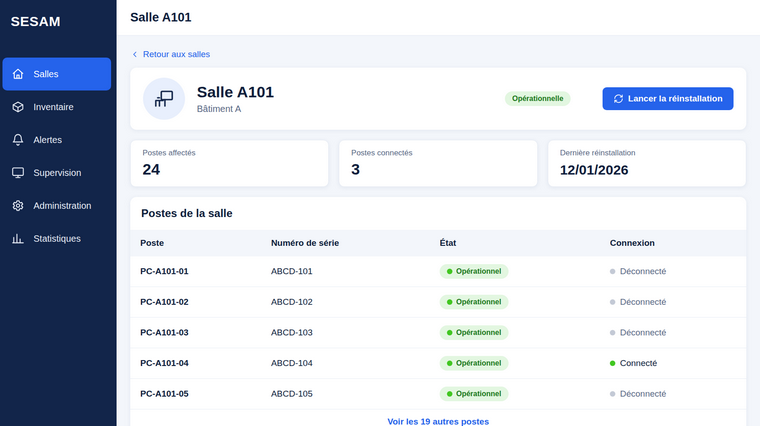 SESAM
Salles
Inventaire
Alertes
Supervision
Administration
Statistiques
Salle A101
Retour aux salles
Salle A101
Bâtiment A
Opérationnelle
Lancer la réinstallation
Postes affectés
24
Postes connectés
3
Dernière réinstallation
12/01/2026
Postes de la salle
Poste Numéro de série État Connexion
PC-A101-01 ABCD-101 Opérationnel Déconnecté
PC-A101-02 ABCD-102 Opérationnel Déconnecté
PC-A101-03 ABCD-103 Opérationnel Déconnecté
PC-A101-04 ABCD-104 Opérationnel Connecté
PC-A101-05 ABCD-105 Opérationnel Déconnecté
Voir les 19 autres postes